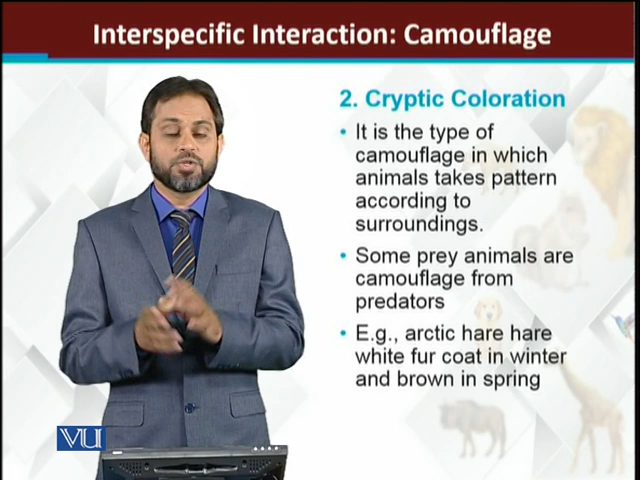 Interspecific Interaction: Camouflage
2. Cryptic Coloration
• It is the type of
camouflage in which
animals takes pattern
according to
surroundings.
• Some prey animals are
camouflage from
predators
• E.g., arctic hare hare
white fur coat in winter
and brown in spring
VU